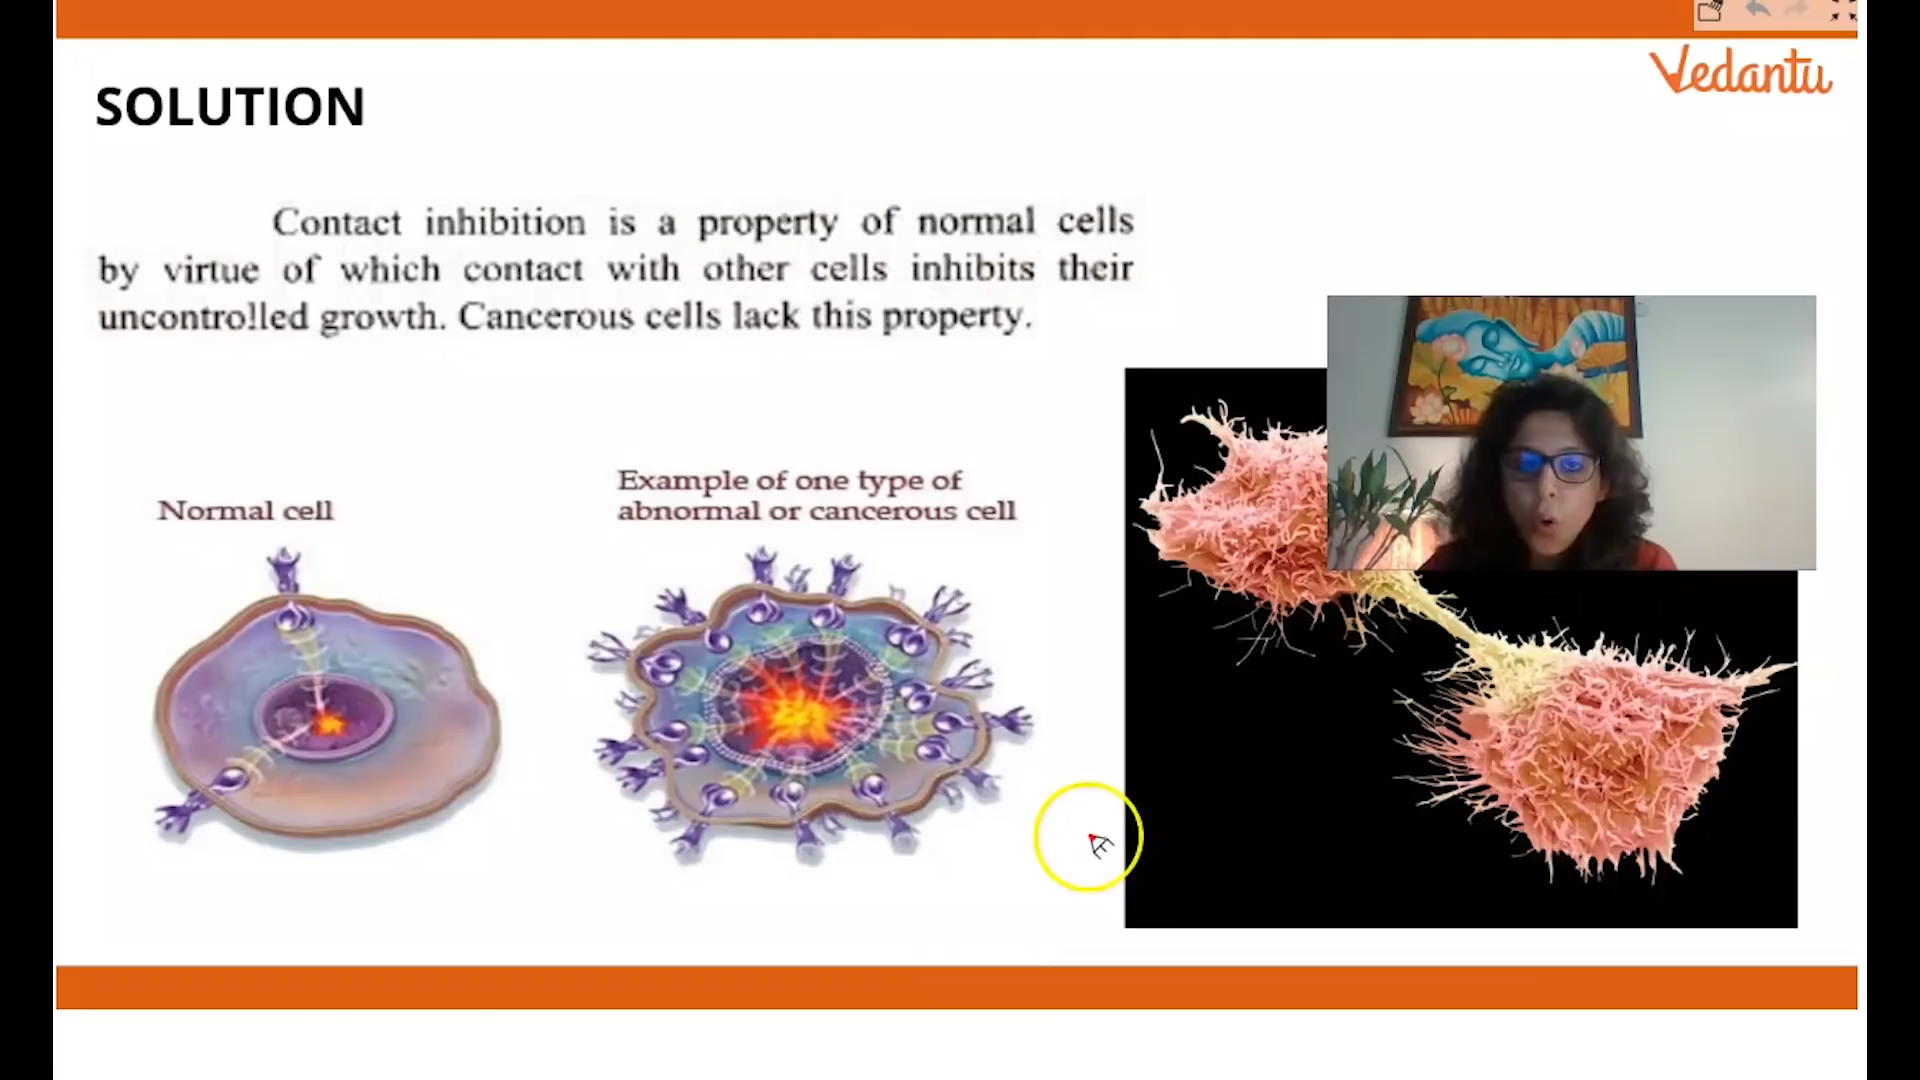 Vedantu
SOLUTION
Contact inhibition is a property of normal cells
by virtue of which contact with other cells inhibits their
uncontrolled growth. Cancerous cells lack this property.
Normal cell
Example of one type of
abnormal or cancerous cell